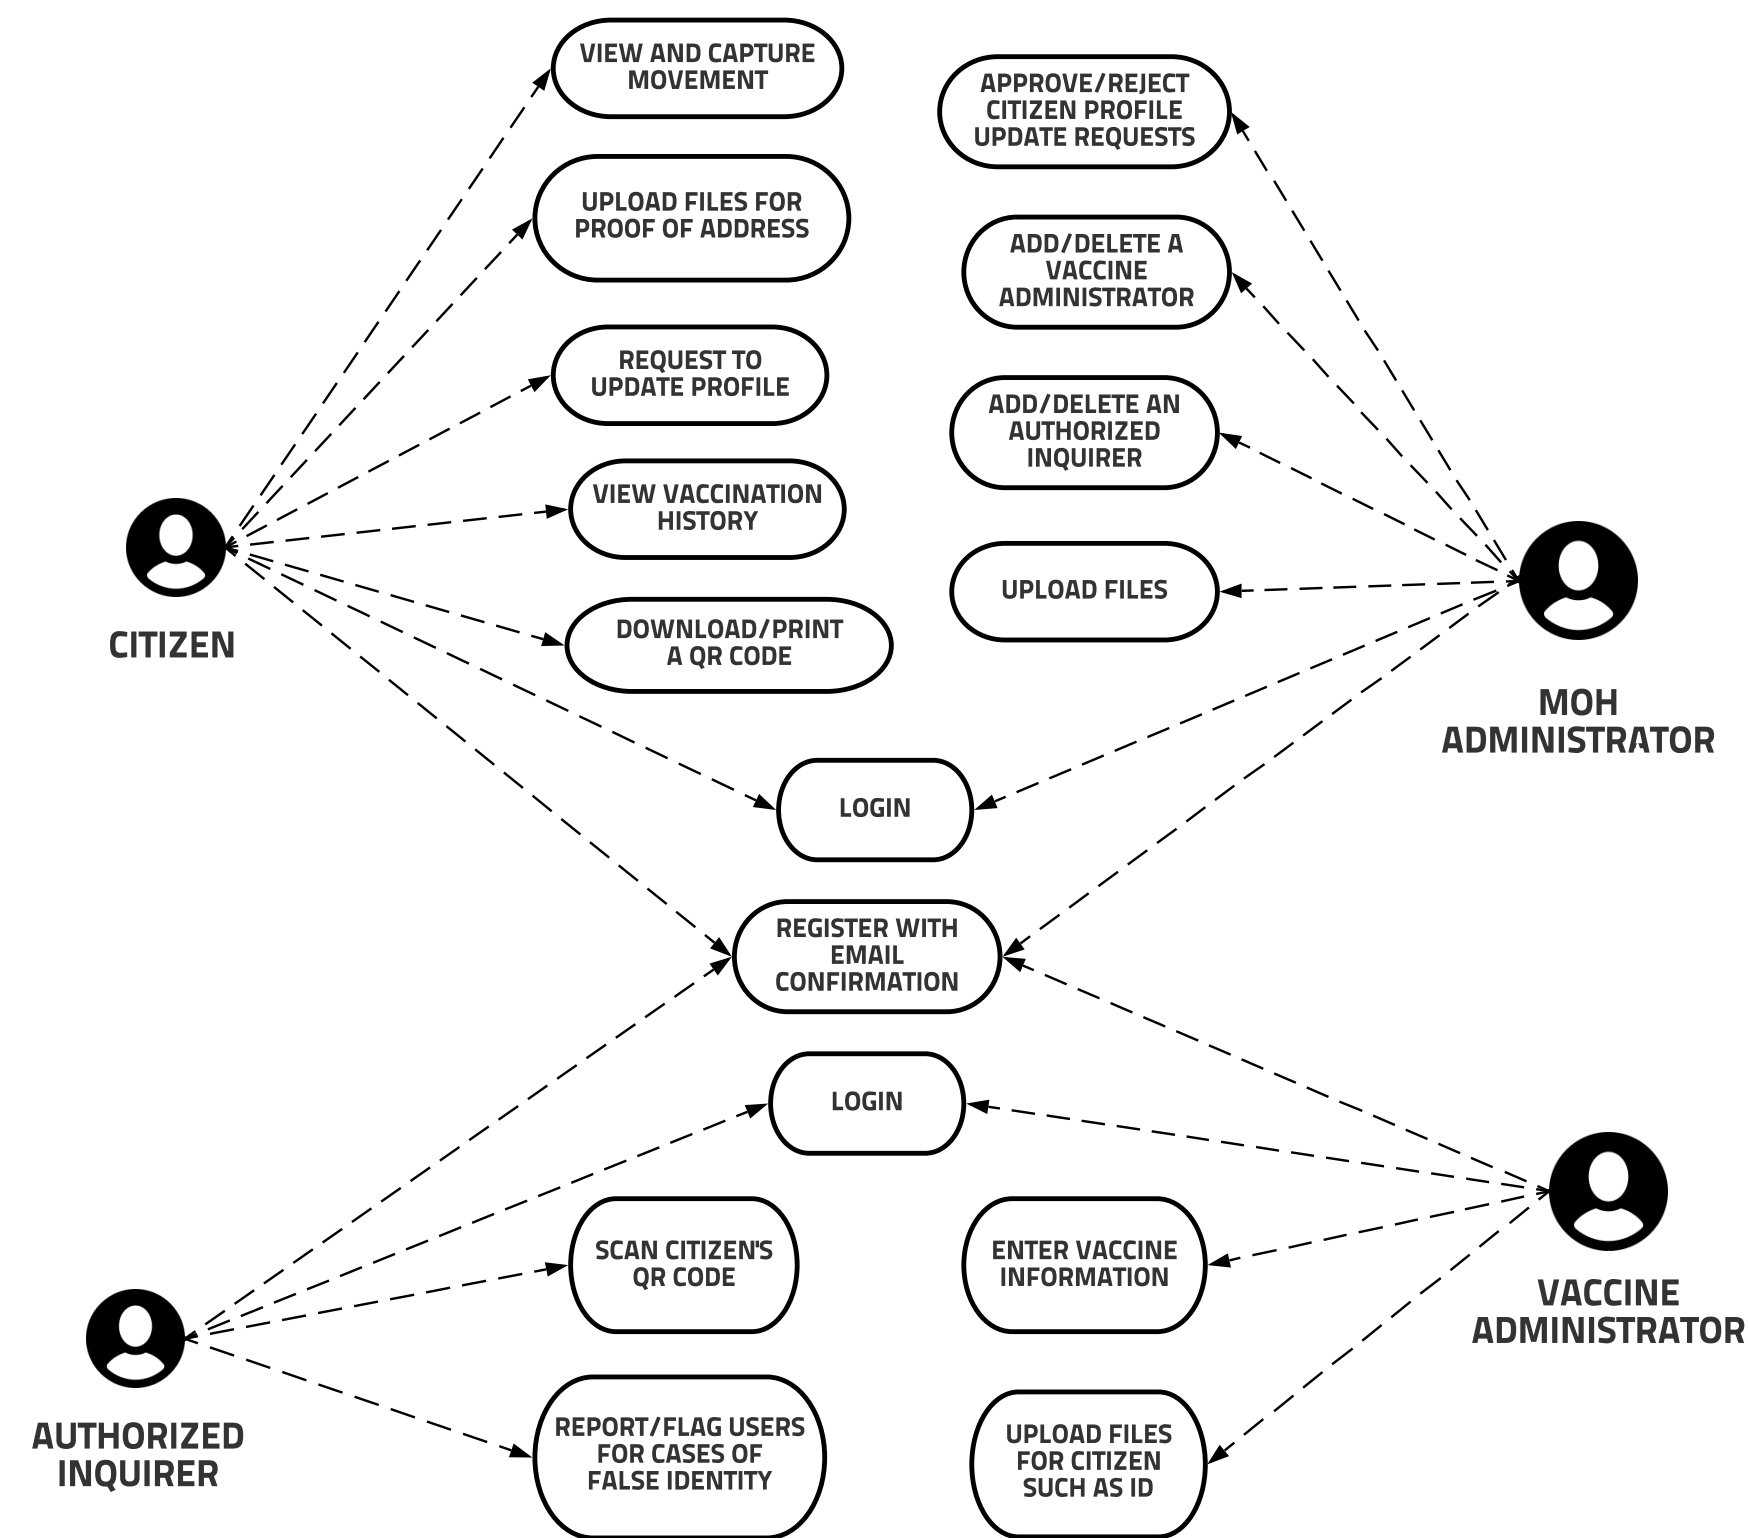 VIEW AND CAPTURE
MOVEMENT
APPROVE/REJECT
CITIZEN PROFILE
UPDATE REQUESTS
UPLOAD FILES FOR
PROOF OF ADDRESS
ADD/DELETE A
VACCINE
ADMINISTRATOR
REQUEST TO
UPDATE PROFILE
ADD/DELETE AN
AUTHORIZED
INQUIRER
VIEW VACCINATION
HISTORY
UPLOAD FILES
DOWNLOAD/PRINT
A QR CODE
CITIZEN
MOH
ADMINISTRATOR
LOGIN
REGISTER WITH
EMAIL
CONFIRMATION
LOGIN
SCAN CITIZEN'S
QR CODE
ENTER VACCINE
INFORMATION
VACCINE
ADMINISTRATOR
AUTHORIZED
INQUIRER
REPORT/FLAG USERS
FOR CASES OF
FALSE IDENTITY
UPLOAD FILES
FOR CITIZEN
SUCH AS ID